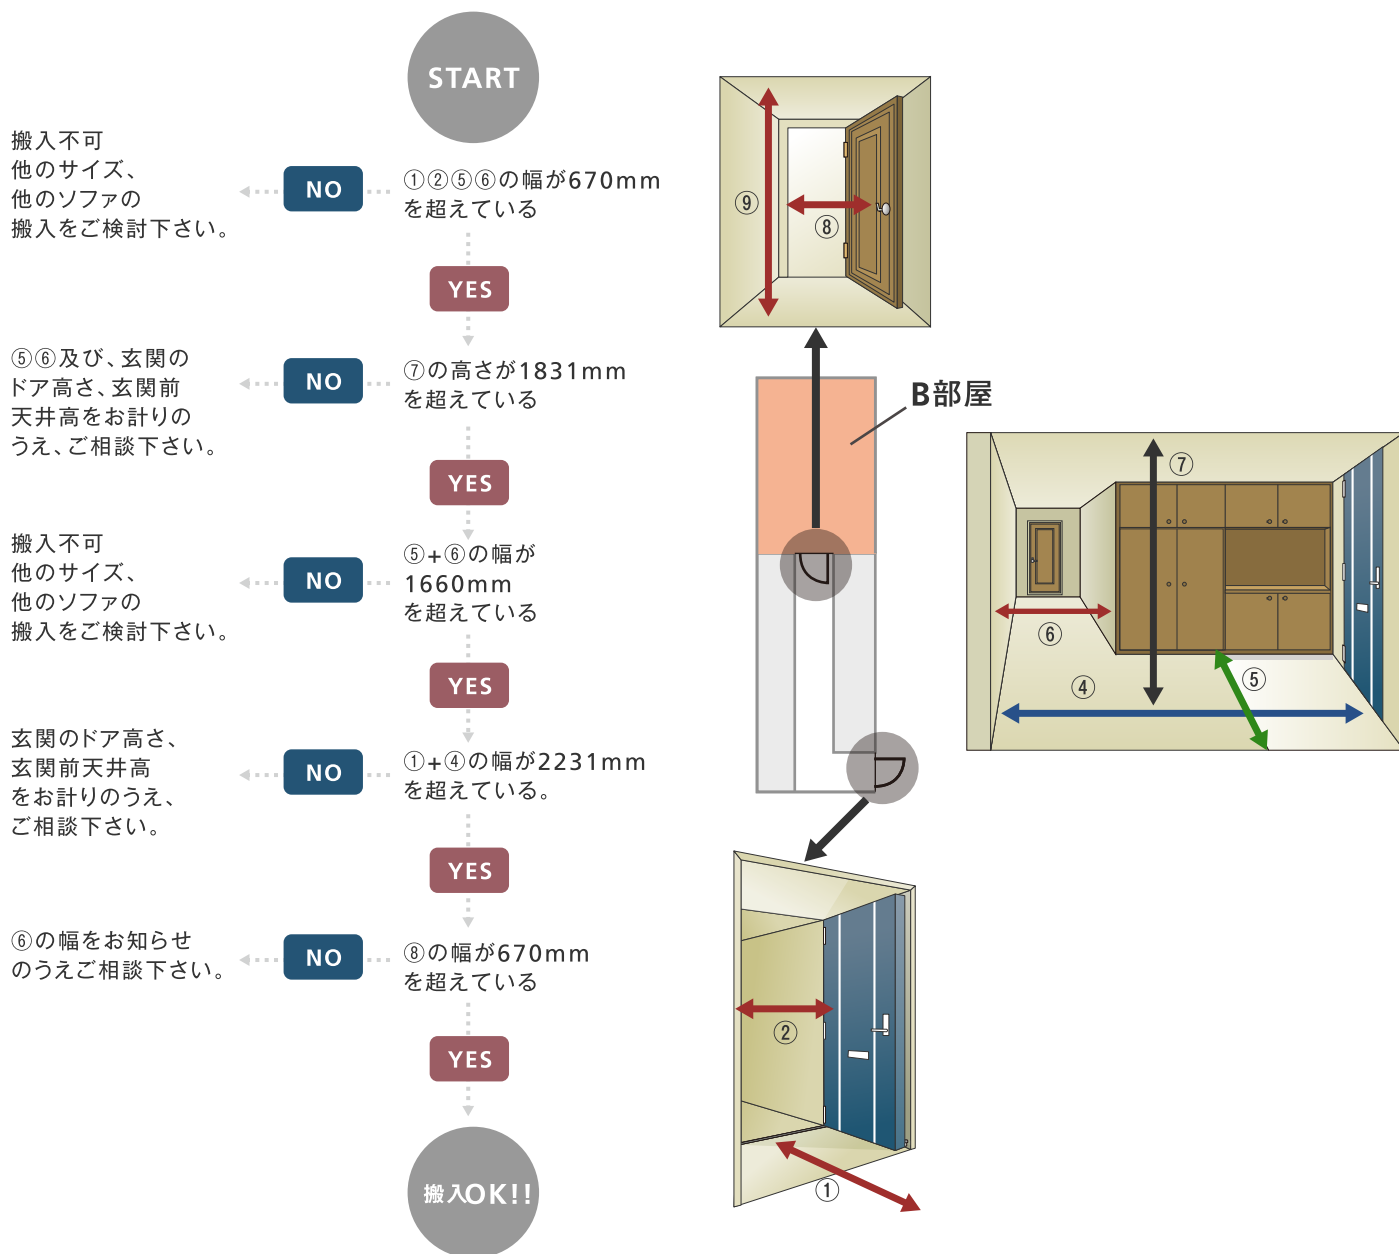 START
①②⑤⑥の幅が670mm
を超えている
NO
搬入不可
他のサイズ、
他のソファの
搬入をご検討下さい。
YES
⑦の高さが1831mm
を超えている
NO
⑤⑥及び、玄関の
ドア高さ、玄関前
天井高をお計りの
うえ、ご相談下さい。
YES
⑤+⑥の幅が
1660mm
を超えている
NO
搬入不可
他のサイズ、
他のソファの
搬入をご検討下さい。
YES
①+④の幅が2231mm
を超えている。
NO
玄関のドア高さ、
玄関前天井高
をお計りのうえ、
ご相談下さい。
YES
⑧の幅が670mm
を超えている
NO
⑥の幅をお知らせ
のうえご相談下さい。
YES
搬入OK!!
⑨
⑧
B部屋
⑦
⑥
④
⑤
②
①